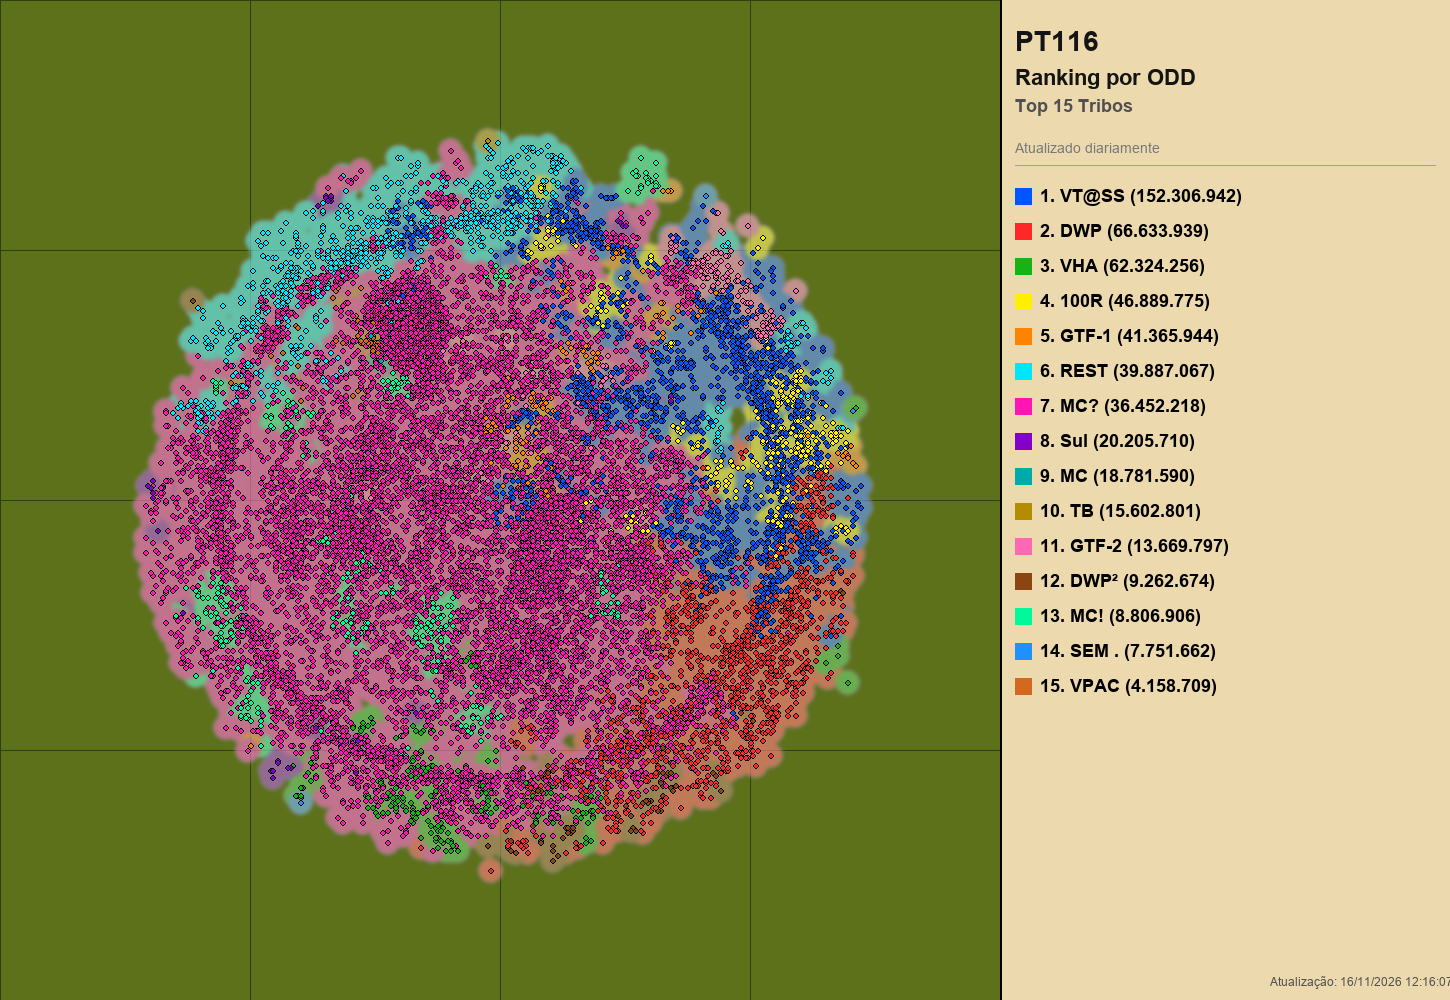 PT116
Ranking por ODD
Top 15 Tribos
Atualizado diariamente
1. VT@SS (152.306.942)
2. DWP (66.633.939)
3. VHA (62.324.256)
4. 100R (46.889.775)
5. GTF-1 (41.365.944)
6. REST (39.887.067)
7. MC? (36.452.218)
8. Sul (20.205.710)
9. MC (18.781.590)
10. TB (15.602.801)
11. GTF-2 (13.669.797)
12. DWP² (9.262.674)
13. MC! (8.806.906)
14. SEM . (7.751.662)
15. VPAC (4.158.709)
Atualização: 16/11/2026 12:16:07